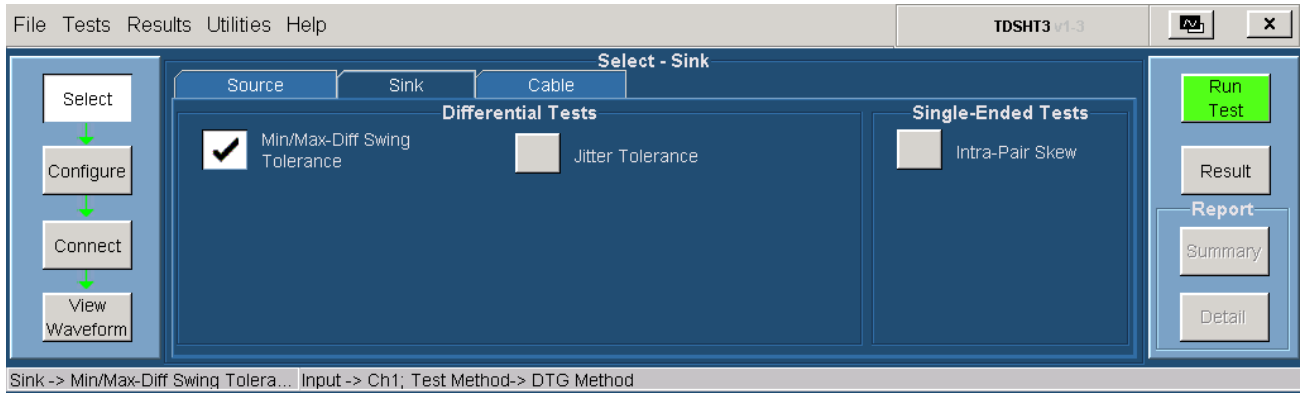 File Tests Results Utilities Help
TDSHT3 v1-3
x
Select - Sink
Select
Configure
Connect
View
Waveform
Source Sink Cable
Differential Tests
Min/Max-Diff Swing
Tolerance
Jitter Tolerance
Single-Ended Tests
Intra-Pair Skew
Run
Test
Result
Report
Summary
Detail
Sink -> Min/Max-Diff Swing Tolera... Input -> Ch1; Test Method-> DTG Method